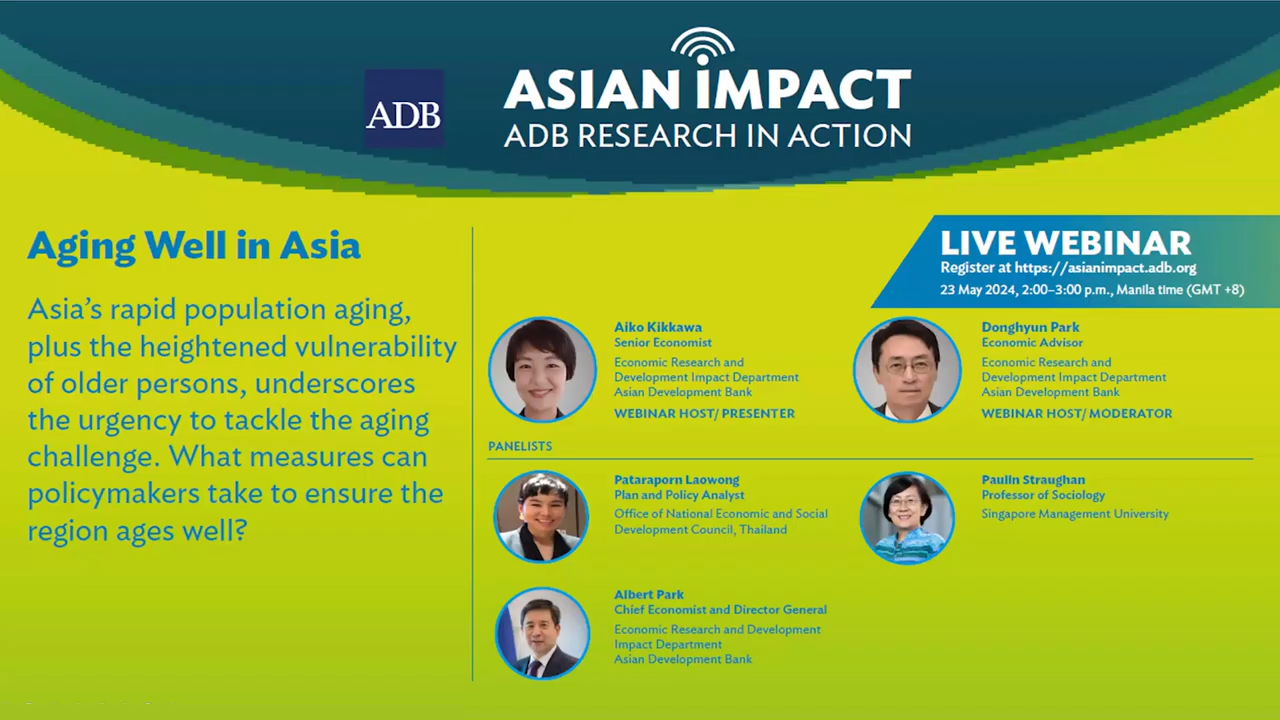 ADB
ASIAN IMPACT
ADB RESEARCH IN ACTION
Aging Well in Asia
Asia's rapid population aging,
plus the heightened vulnerability
of older persons, underscores
the urgency to tackle the aging
challenge. What measures can
policymakers take to ensure the
region ages well?
LIVE WEBINAR
Register at https://asianimpact.adb.org
23 May 2024, 2:00–3:00 p.m., Manila time (GMT +8)
Aiko Kikkawa
Senior Economist
Economic Research and
Development Impact Department
Asian Development Bank
WEBINAR HOST/ PRESENTER
Donghyun Park
Economic Advisor
Economic Research and
Development Impact Department
Asian Development Bank
WEBINAR HOST/ MODERATOR
PANELISTS
Pataraporn Laowong
Plan and Policy Analyst
Office of National Economic and Social
Development Council, Thailand
Paulin Straughan
Professor of Sociology
Singapore Management University
Albert Park
Chief Economist and Director General
Economic Research and Development
Impact Department
Asian Development Bank